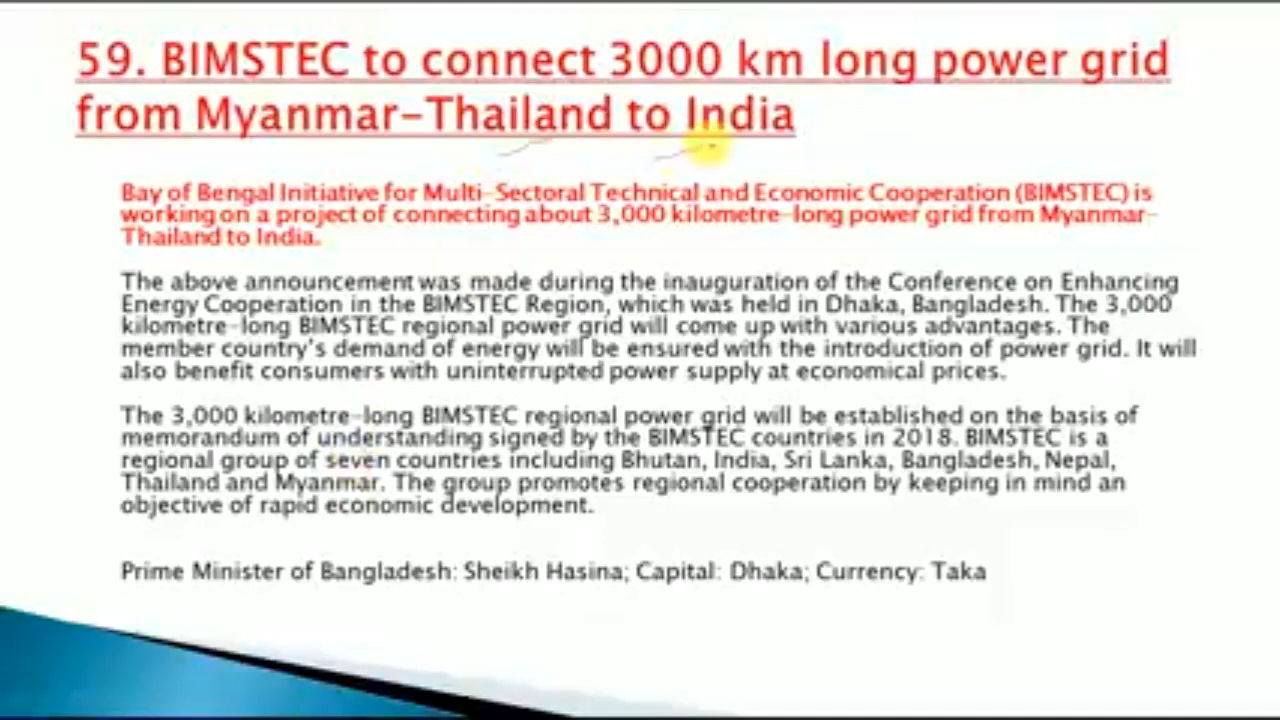 59. BIMSTEC to connect 3000 km long power grid
from Myanmar-Thailand to India
Bay of Bengal Initiative for Multi-Sectoral Technical and Economic Cooperation (BIMSTEC) is
working on a project of connecting about 3,000 kilometre-long power grid from Myanmar-
Thailand to India.
The above announcement was made during the inauguration of the Conference on Enhancing
Energy Cooperation in the BIMSTEC Region, which was held in Dhaka, Bangladesh. The 3,000
kilometre-long BIMSTEC regional power grid will come up with various advantages. The
member country's demand of energy will be ensured with the introduction of power grid. It will
also benefit consumers with uninterrupted power supply at economical prices.
The 3,000 kilometre-long BIMSTEC regional power grid will be established on the basis of
memorandum of understanding signed by the BIMSTEC countries in 2018. BIMSTEC is a
regional group of seven countries including Bhutan, India, Sri Lanka, Bangladesh, Nepal,
Thailand and Myanmar. The group promotes regional cooperation by keeping in mind an
objective of rapid economic development.
Prime Minister of Bangladesh: Sheikh Hasina; Capital: Dhaka; Currency: Taka